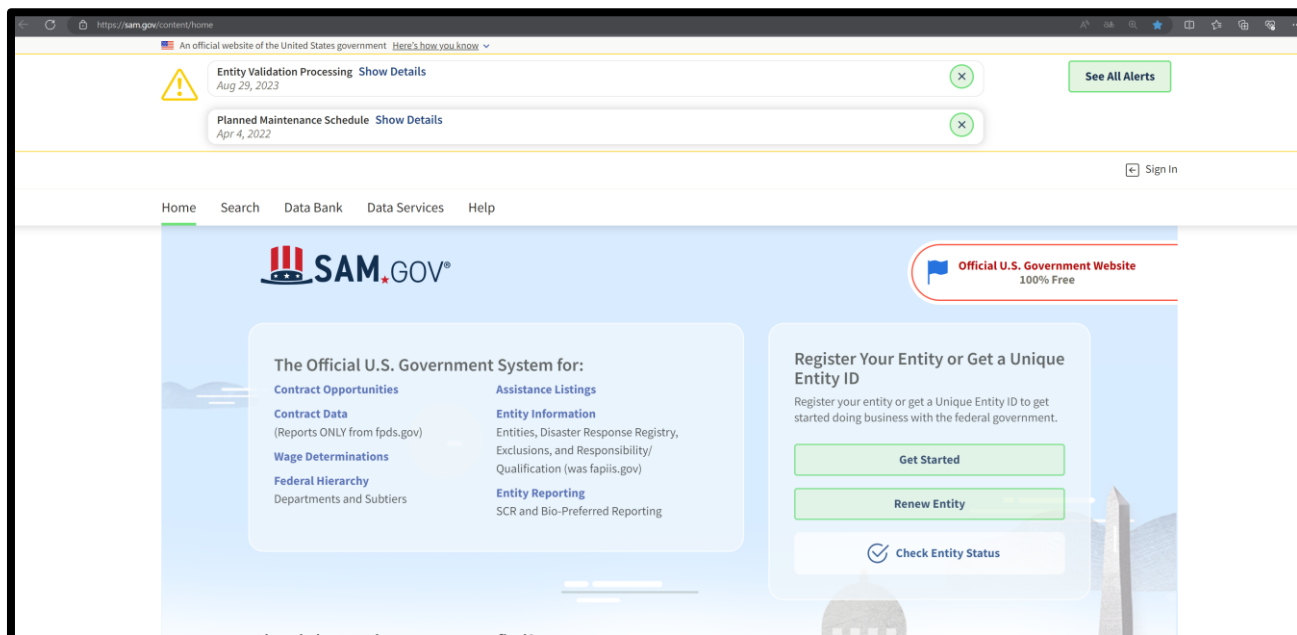 https://sam.gov/content/home
An official website of the United States government Here's how you know
Entity Validation Processing Show Details
Aug 29, 2023
See All Alerts
Planned Maintenance Schedule Show Details
Apr 4, 2022
Sign In
Home Search Data Bank Data Services Help
SAM.GOV®
Official U.S. Government Website
100% Free
The Official U.S. Government System for:
Contract Opportunities
Contract Data
(Reports ONLY from fpds.gov)
Wage Determinations
Federal Hierarchy
Departments and Subtiers
Assistance Listings
Entity Information
Entities, Disaster Response Registry,
Exclusions, and Responsibility/
Qualification (was fapiis.gov)
Entity Reporting
SCR and Bio-Preferred Reporting
Register Your Entity or Get a Unique
Entity ID
Register your entity or get a Unique Entity ID to get
started doing business with the federal government.
Get Started
Renew Entity
Check Entity Status